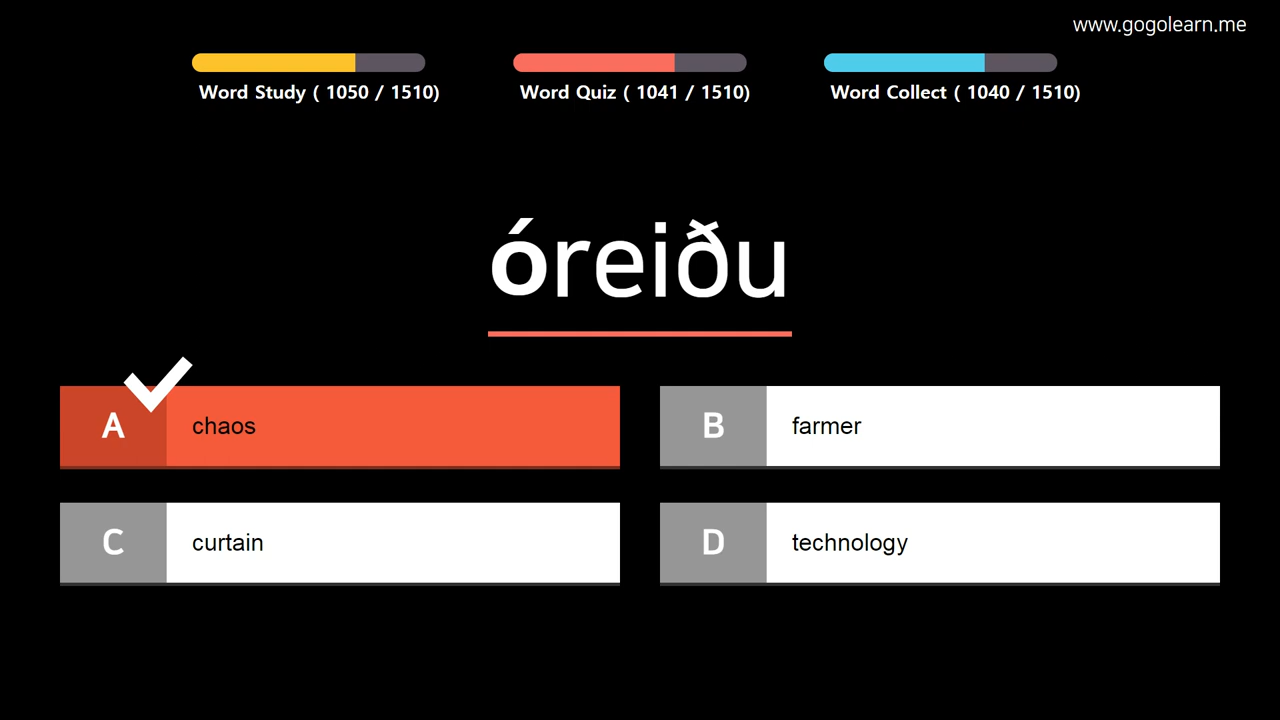 www.gogolearn.me
Word Study ( 1050 / 1510)
Word Quiz ( 1041 / 1510)
Word Collect ( 1040 / 1510)
óreiðu
A chaos
B farmer
C curtain
D technology